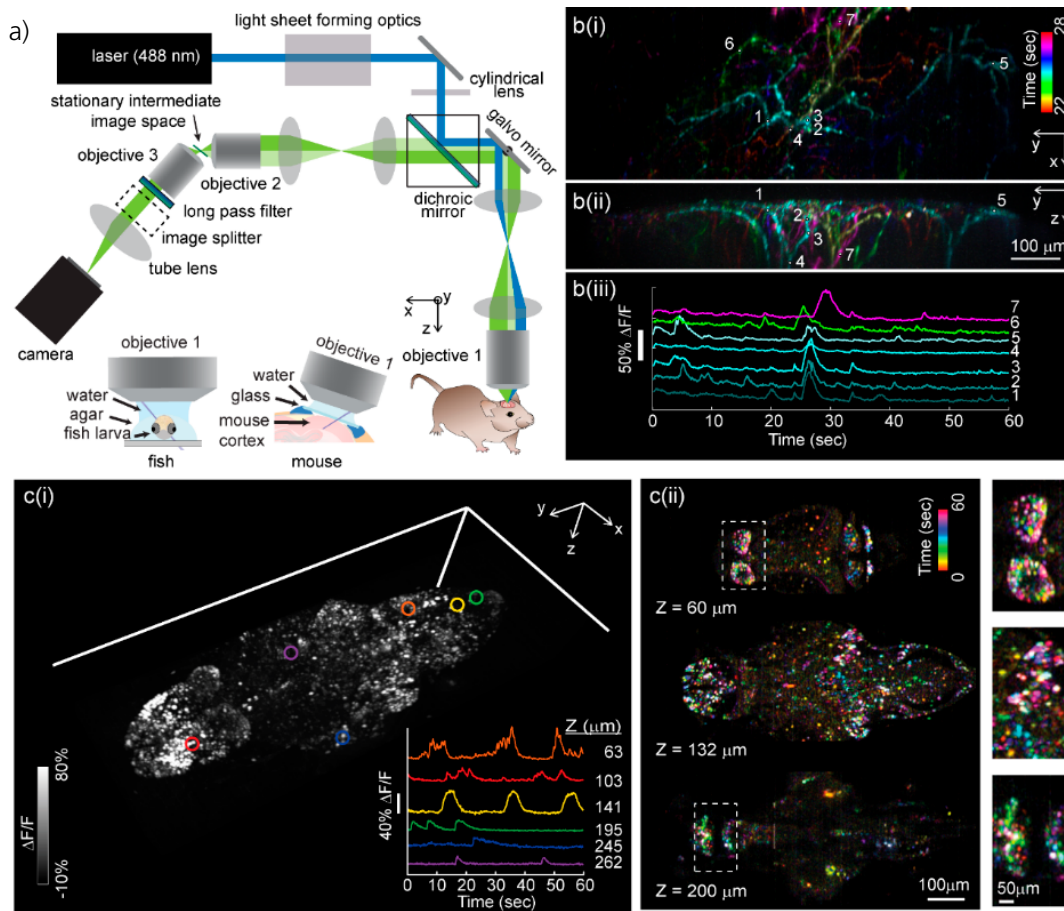 a)
laser (488 nm)
light sheet forming optics
cylindrical
lens
stationary intermediate
image space
objective 3
objective 2
galvo mirror
dichroic
mirror
long pass filter
image splitter
tube lens
camera
x
y
z
objective 1
objective 1
water
agar
fish larva
fish
objective 1
water
glass
mouse
cortex
mouse
b(i)
7
6
5
1
3
2
4
28
Time (sec)
22
y
x
b(ii)
1
2
3
4
7
5
y
z
100 μm
b(iii)
50% ΔF/F
7
6
5
4
3
2
1
0 10 20 30 40 50 60
Time (sec)
c(i)
y
z
x
80%
ΔF/F
-10%
Z (μm)
63
103
141
195
245
262
40% ΔF/F
0 10 20 30 40 50 60
Time (sec)
c(ii)
60
Time (sec)
0
Z = 60 μm
Z = 132 μm
Z = 200 μm
100μm
50μm